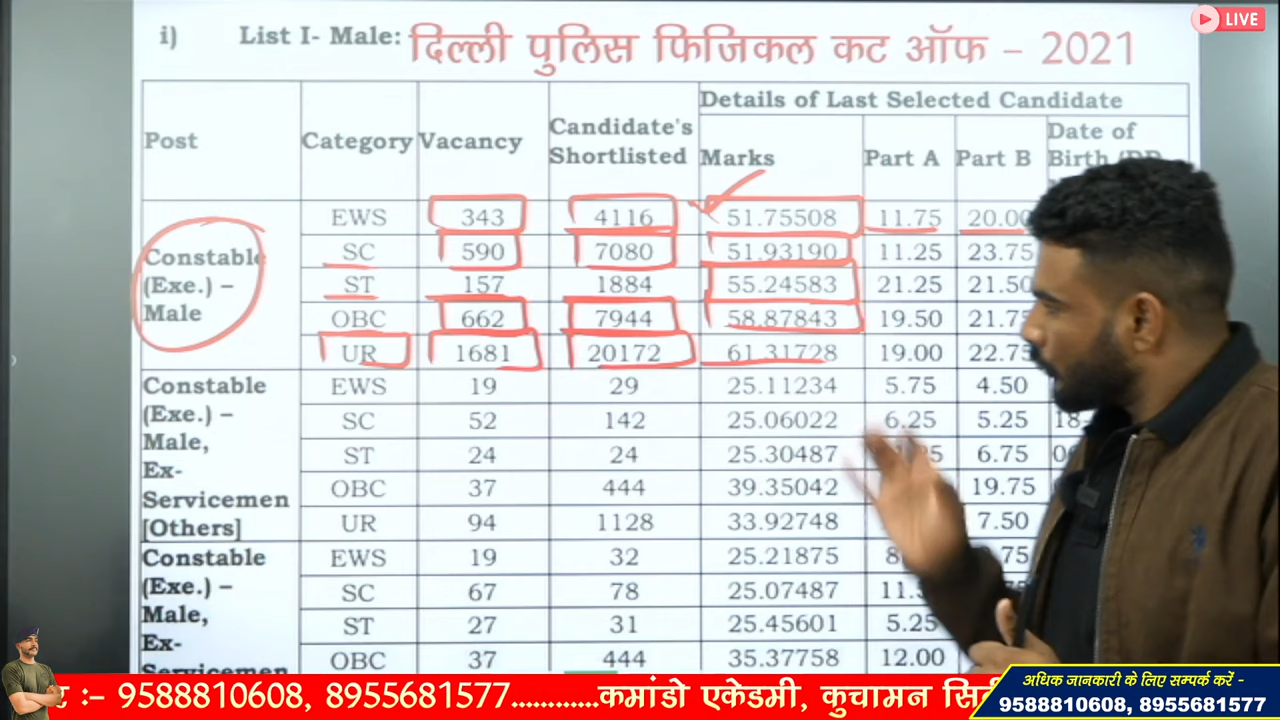 LIVE
i) List I- Male: दिल्ली पुलिस फिजिकल कट ऑफ – 2021
Details of Last Selected Candidate
Post Category Vacancy Candidate's Shortlisted Marks Part A Part B Date of Birth
Constable (Exe.) – Male
EWS 343 4116 51.75508 11.75 20.00
SC 590 7080 51.93190 11.25 23.75
ST 157 1884 55.24583 21.25 21.50
OBC 662 7944 58.87843 19.50 21.75
UR 1681 20172 61.31728 19.00 22.75
Constable (Exe.) – Male, Ex-Servicemen [Others]
EWS 19 29 25.11234 5.75 4.50
SC 52 142 25.06022 6.25 5.25 18-
ST 24 24 25.30487 6.75
OBC 37 444 39.35042 19.75
UR 94 1128 33.92748 7.50
Constable (Exe.) – Male, Ex-Servicemen
EWS 19 32 25.21875
SC 67 78 25.07487
ST 27 31 25.45601 5.25
OBC 37 444 35.37758 12.00
:– 9588810608, 8955681577............कमांडो एकेडमी, कुचामन
अधिक जानकारी के लिए सम्पर्क करें -
9588810608, 8955681577